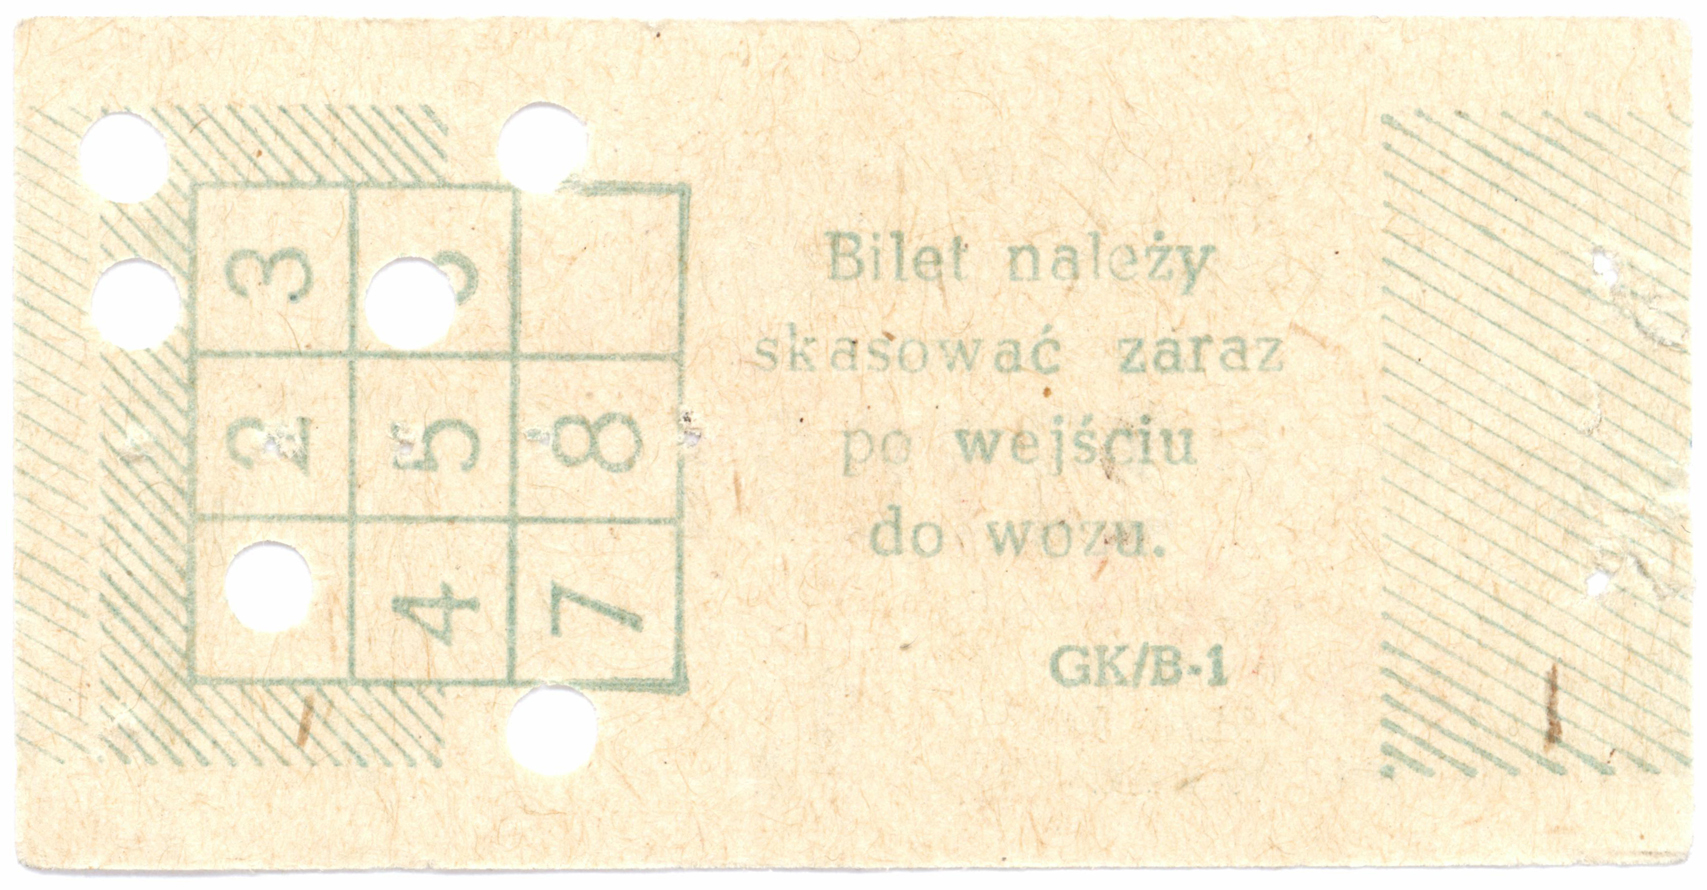 3
2 5 8
4 7
Bilet należy
skasować zaraz
po wejściu
do wozu.
GK/B-1